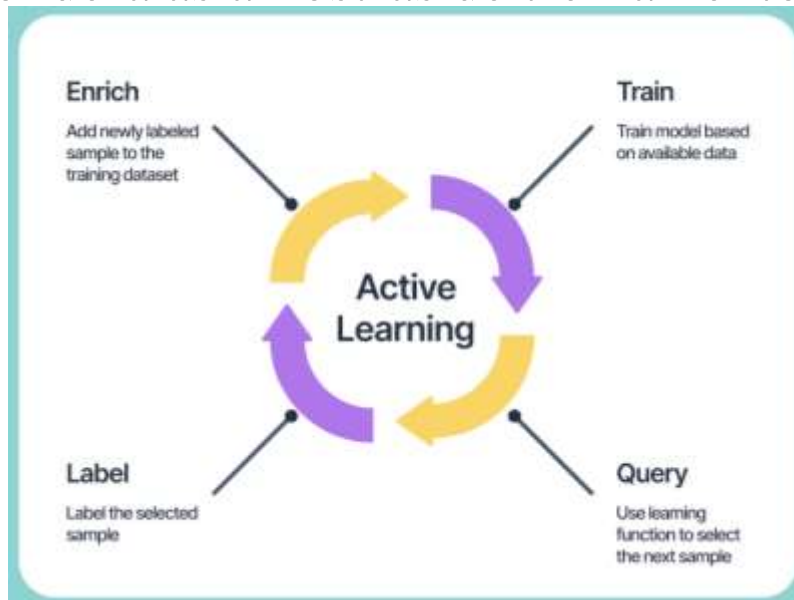 Enrich
Add newly labeled
sample to the
training dataset
Train
Train model based
on available data
Active
Learning
Label
Label the selected
sample
Query
Use learning
function to select
the next sample